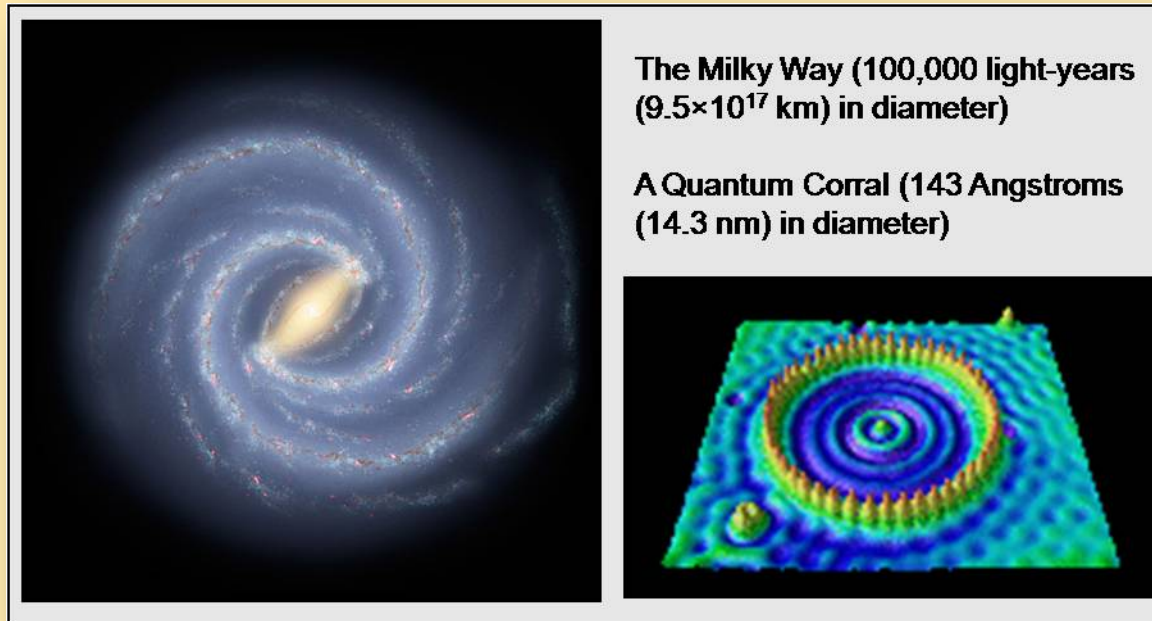 The Milky Way (100,000 light-years
(9.5×10¹⁷ km) in diameter)
A Quantum Corral (143 Angstroms
(14.3 nm) in diameter)